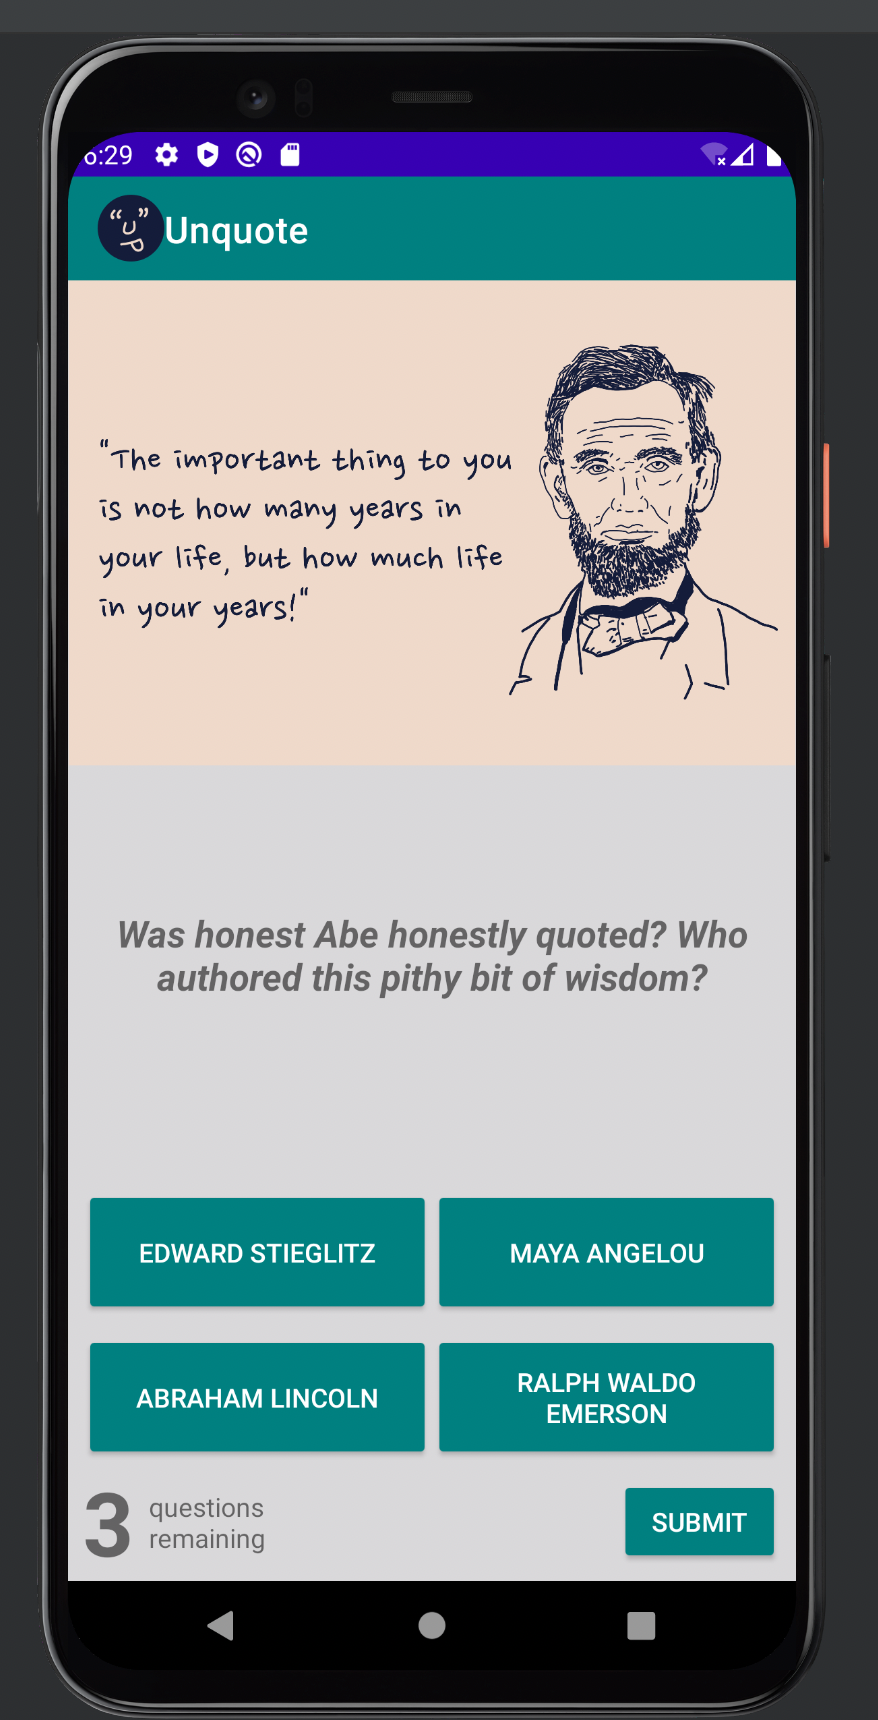 6:29
Unquote
"The important thing to you
is not how many years in
your life, but how much life
in your years!"
Was honest Abe honestly quoted? Who
authored this pithy bit of wisdom?
EDWARD STIEGLITZ
MAYA ANGELOU
ABRAHAM LINCOLN
RALPH WALDO
EMERSON
3
questions
remaining
SUBMIT